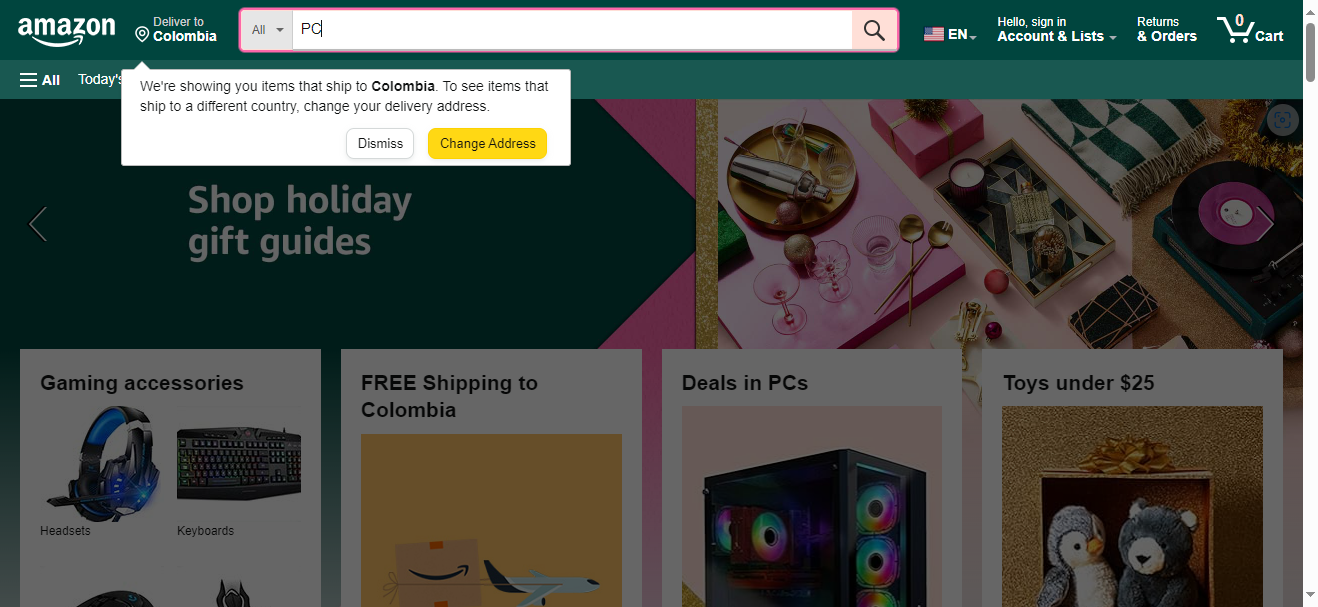 amazon
Deliver to
Colombia
All
PC
EN
Hello, sign in
Account & Lists
Returns
& Orders
0
Cart
All
Today's
We're showing you items that ship to Colombia. To see items that
ship to a different country, change your delivery address.
Dismiss
Change Address
Shop holiday
gift guides
Gaming accessories
Headsets
Keyboards
FREE Shipping to
Colombia
Deals in PCs
Toys under $25